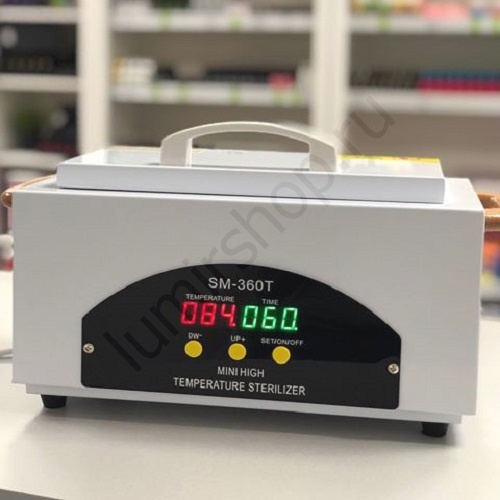 SM-360T
TEMPERATURE TIME
084. 060.
DW- UP+ SET/ON/OFF
MINI HIGH
TEMPERATURE STERILIZER
lumirshop.ru